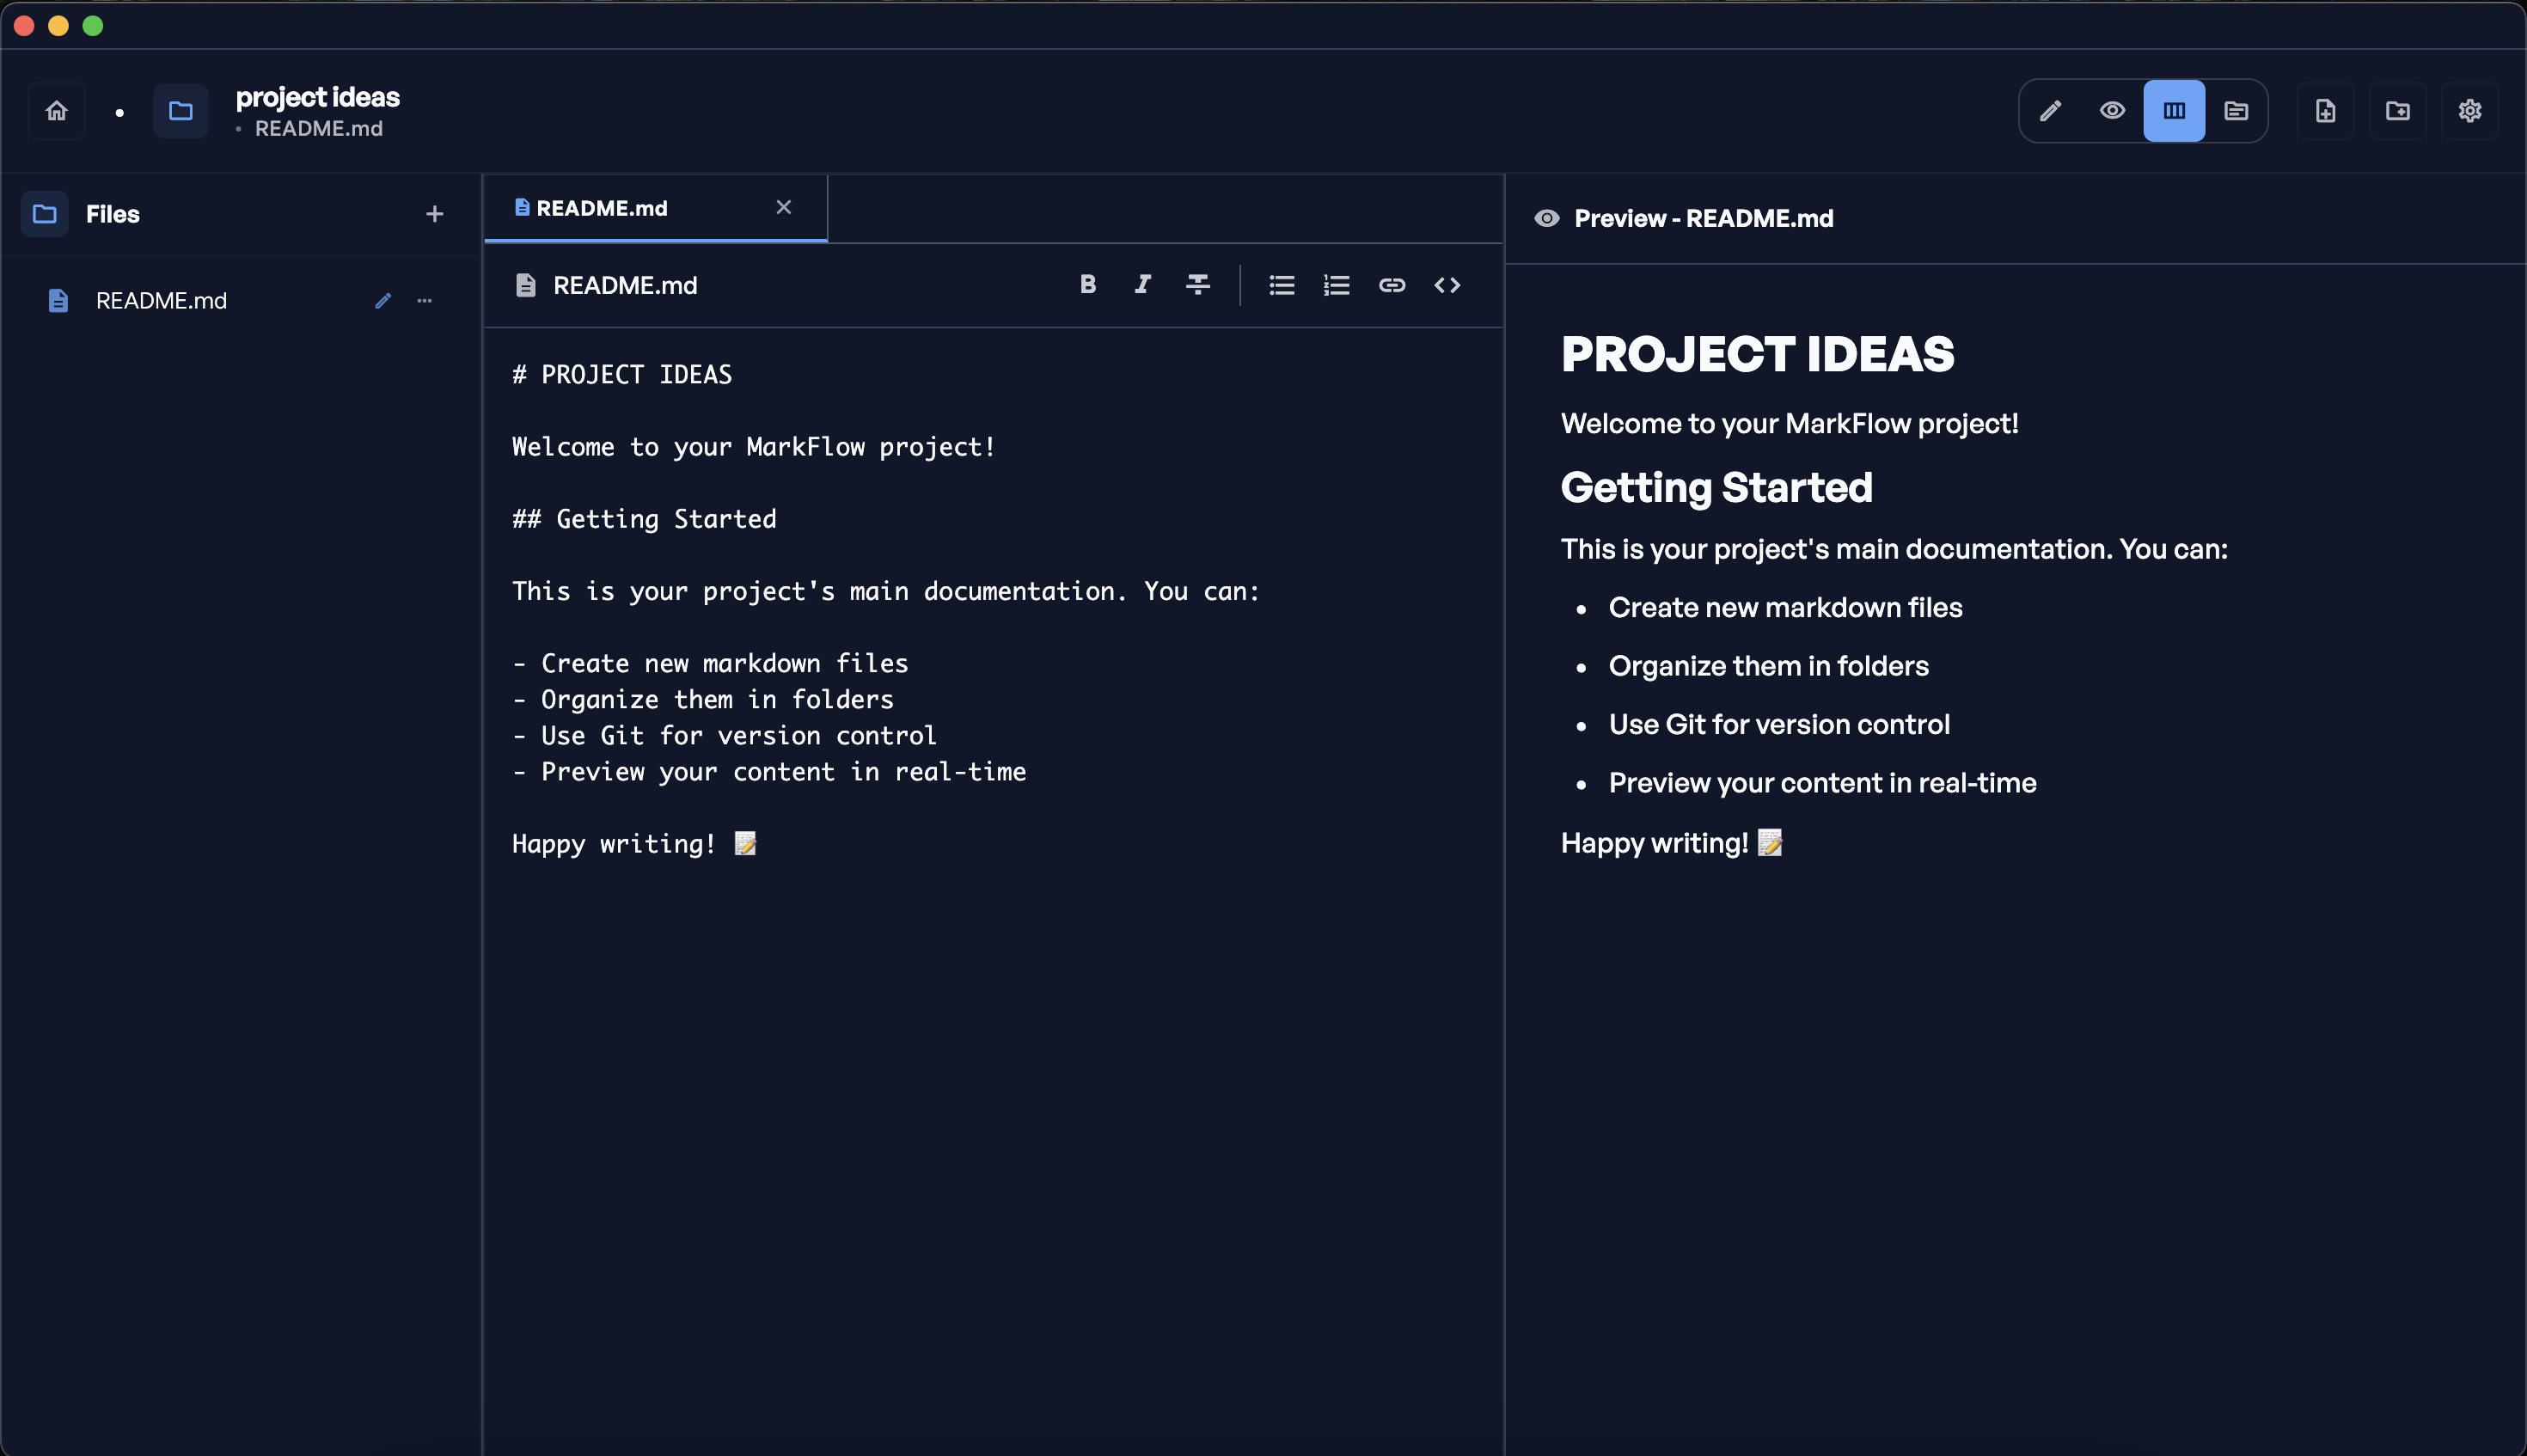 project ideas
• README.md
Files
README.md
README.md
README.md
# PROJECT IDEAS
Welcome to your MarkFlow project!
## Getting Started
This is your project's main documentation. You can:
- Create new markdown files
- Organize them in folders
- Use Git for version control
- Preview your content in real-time
Happy writing! 📝
Preview - README.md
PROJECT IDEAS
Welcome to your MarkFlow project!
Getting Started
This is your project's main documentation. You can:
• Create new markdown files
• Organize them in folders
• Use Git for version control
• Preview your content in real-time
Happy writing! 📝